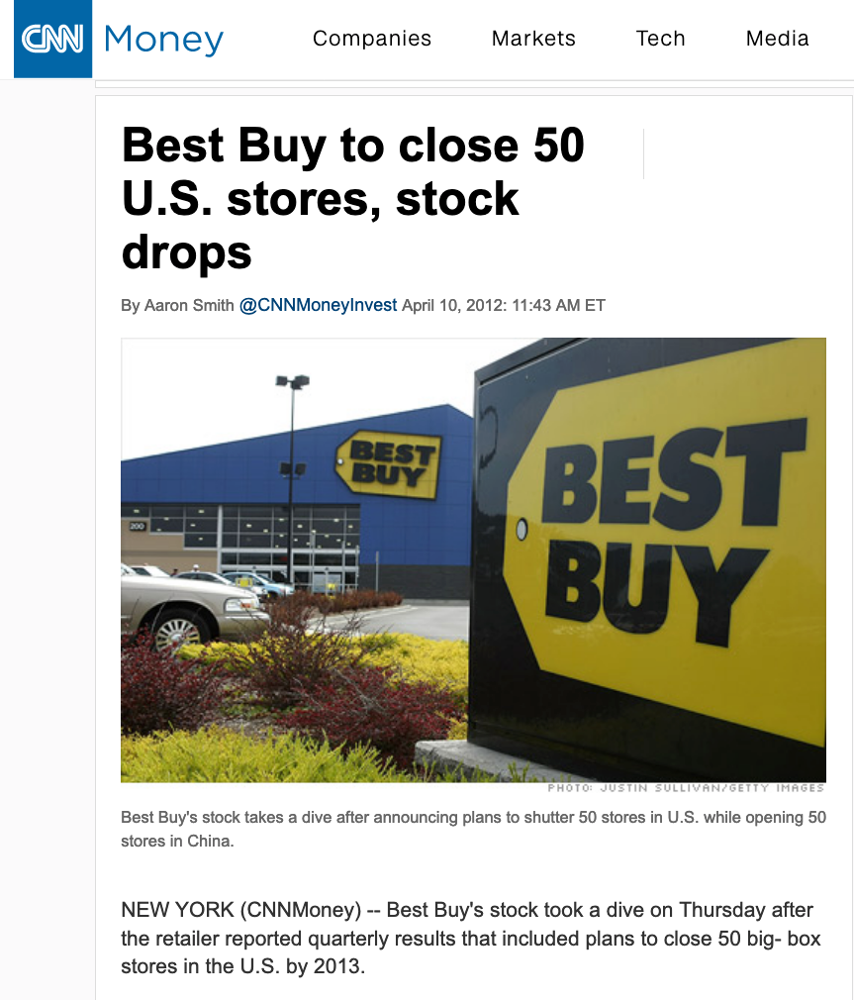 CNN Money Companies Markets Tech Media
Best Buy to close 50
U.S. stores, stock
drops
By Aaron Smith @CNNMoneyInvest April 10, 2012: 11:43 AM ET
BEST
BUY
200
BEST
BUY
PHOTO: JUSTIN SULLIVAN/GETTY IMAGES
Best Buy's stock takes a dive after announcing plans to shutter 50 stores in U.S. while opening 50
stores in China.
NEW YORK (CNNMoney) -- Best Buy's stock took a dive on Thursday after
the retailer reported quarterly results that included plans to close 50 big- box
stores in the U.S. by 2013.